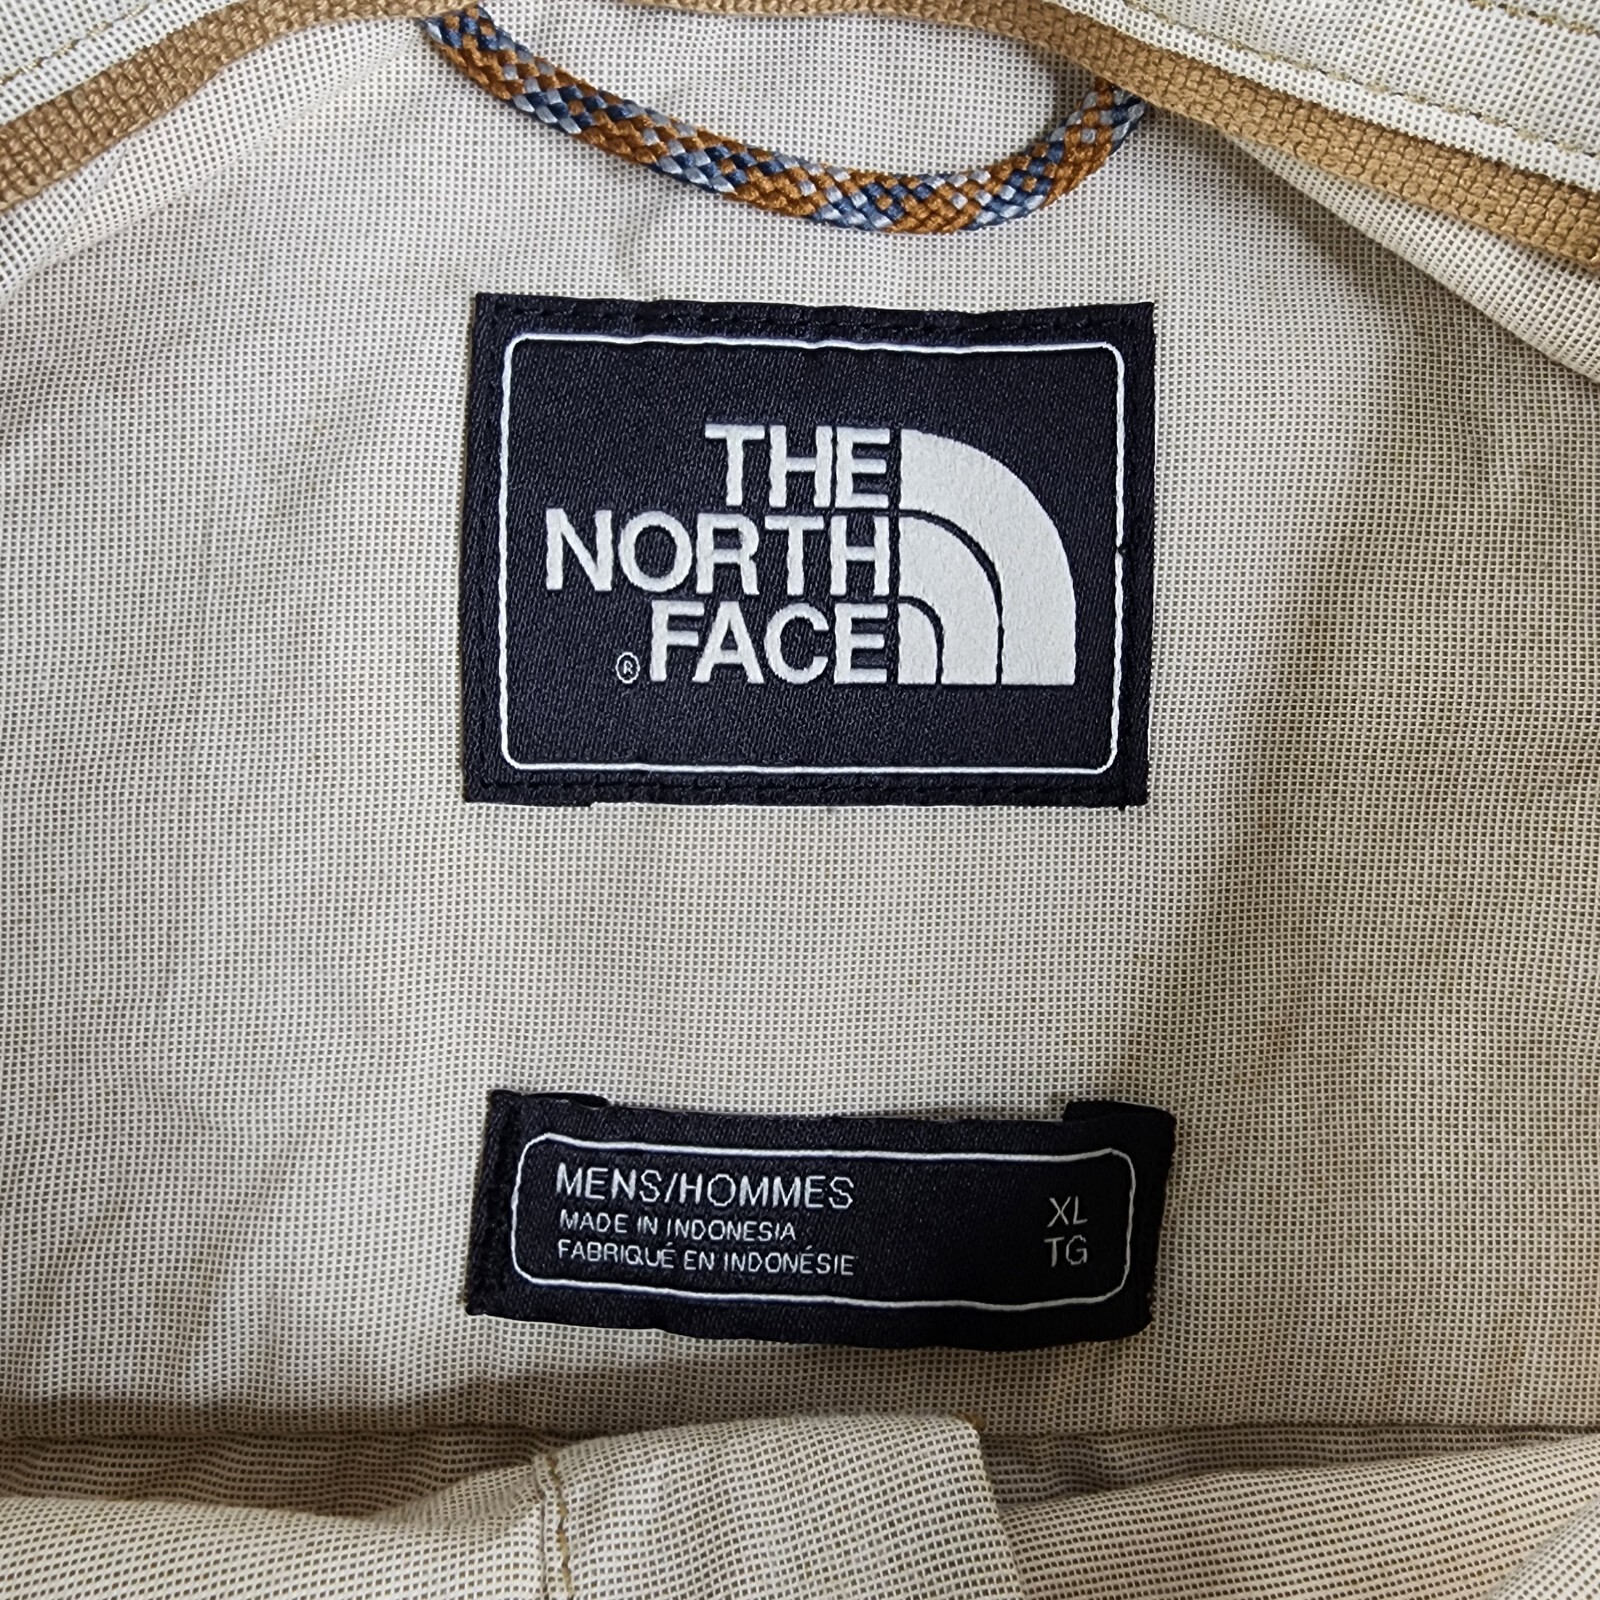 THE
NORTH
® FACE
MENS/HOMMES
MADE IN INDONESIA
FABRIQUÉ EN INDONÉSIE
XL
TG